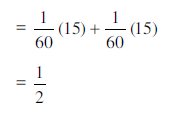 = 1/60 (15) + 1/60 (15)
= 1/2